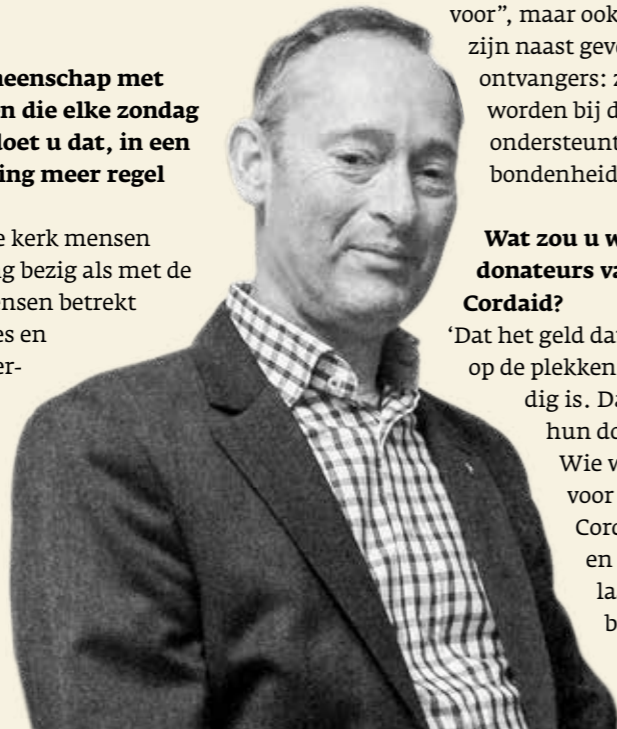 neenschap met
n die elke zondag
loet u dat, in een
ing meer regel
e kerk mensen
g bezig als met de
ensen betrekt
es en
er-
voor”, maar ook
zijn naast geve
ontvangers: z
worden bij d
ondersteunt
bondenheid
Wat zou u w
donateurs va
Cordaid?
‘Dat het geld dat
op de plekken
dig is. Da
hun do
Wie w
voor
Cord
en
la
b